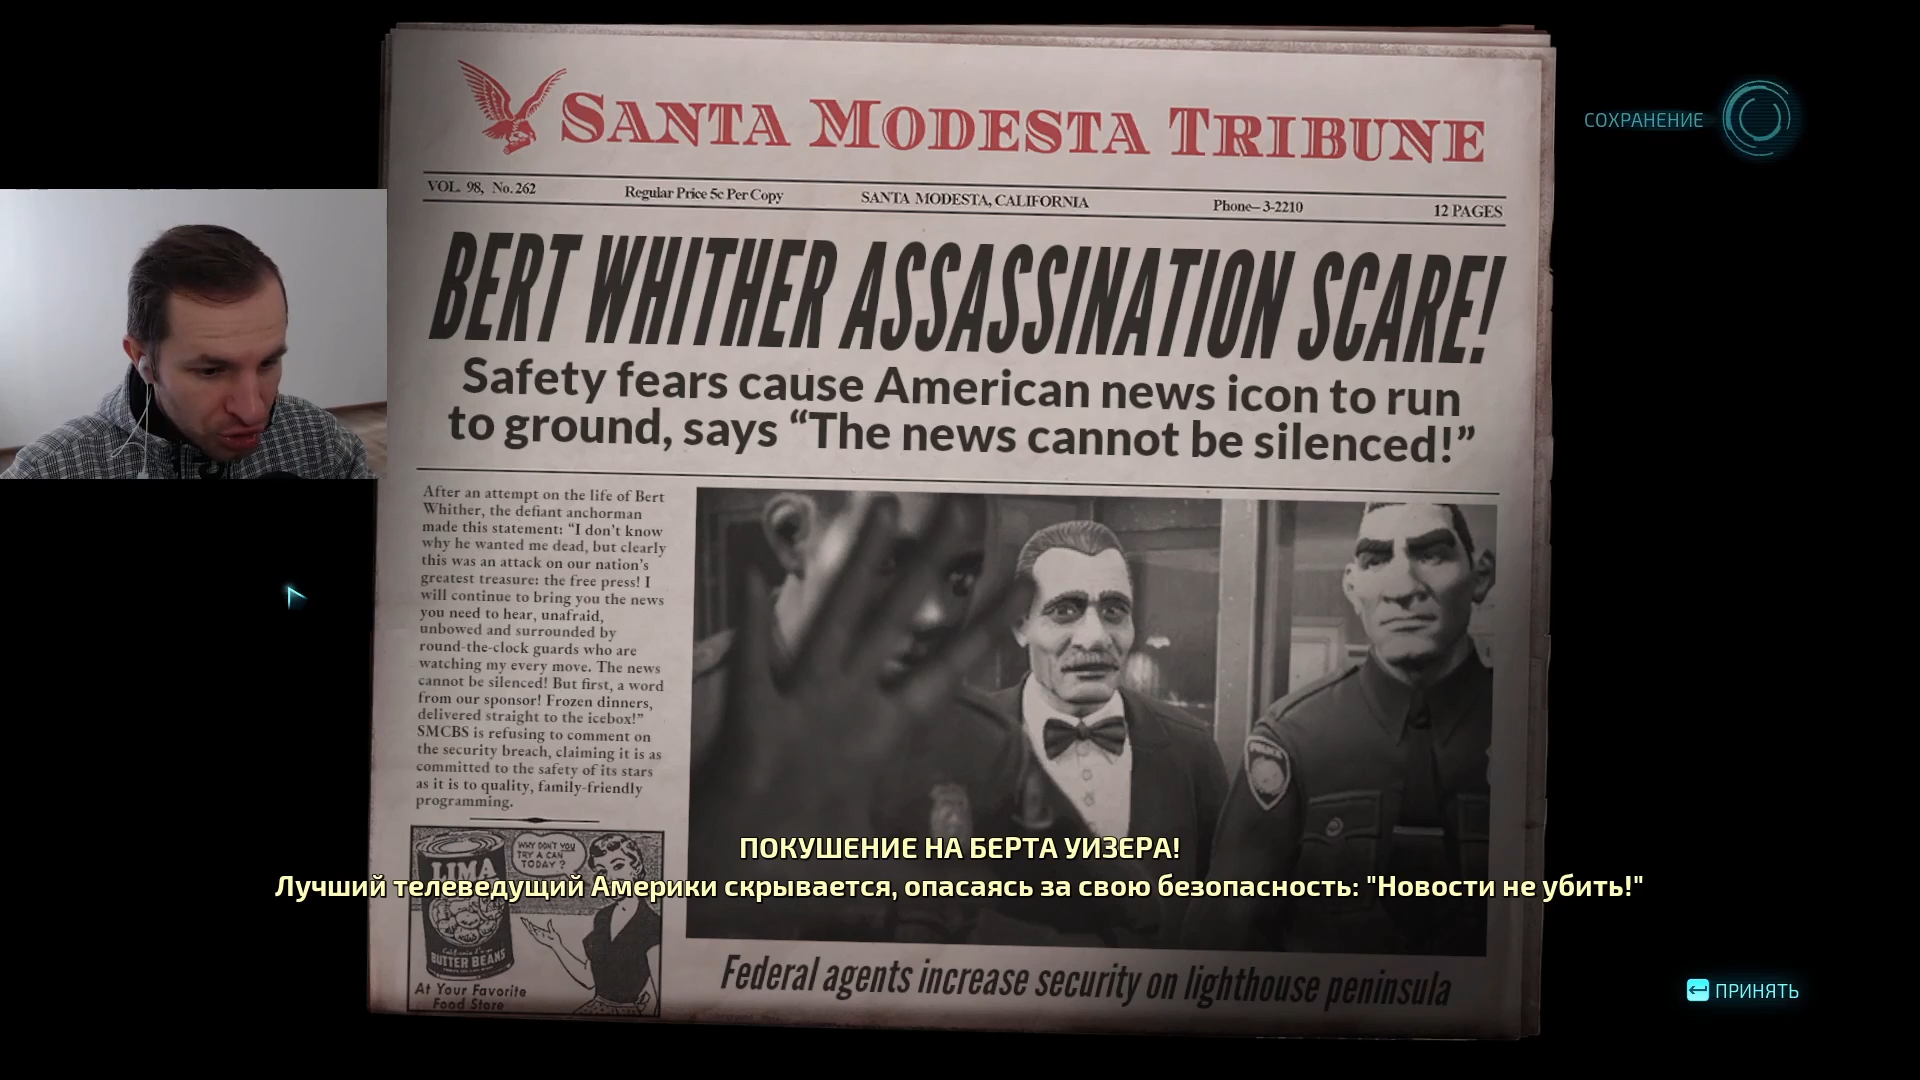 SANTA MODESTA TRIBUNE
СОХРАНЕНИЕ
VOL. 98, No. 262 Regular Price 5c Per Copy SANTA MODESTA, CALIFORNIA Phone– 3-2210 12 PAGES
BERT WHITHER ASSASSINATION SCARE!
Safety fears cause American news icon to run
to ground, says “The news cannot be silenced!”
After an attempt on the life of Bert
Whither, the defiant anchorman
made this statement: “I don’t know
why he wanted me dead, but clearly
this was an attack on our nation’s
greatest treasure: the free press! I
will continue to bring you the news
you need to hear, unafraid,
unbowed and surrounded by
round-the-clock guards who are
watching my every move. The news
cannot be silenced! But first, a word
from our sponsor! Frozen dinners,
delivered straight to the icebox!”
SMCBS is refusing to comment on
the security breach, claiming it is as
committed to the safety of its stars
as it is to quality, family-friendly
programming.
POLICE
WHY DON'T YOU
TRY A CAN
TODAY?
LIMA
BUTTER BEANS
At Your Favorite
Food Store
ПОКУШЕНИЕ НА БЕРТА УИЗЕРА!
Лучший телеведущий Америки скрывается, опасаясь за свою безопасность: "Новости не убить!"
Federal agents increase security on lighthouse peninsula
ПРИНЯТЬ